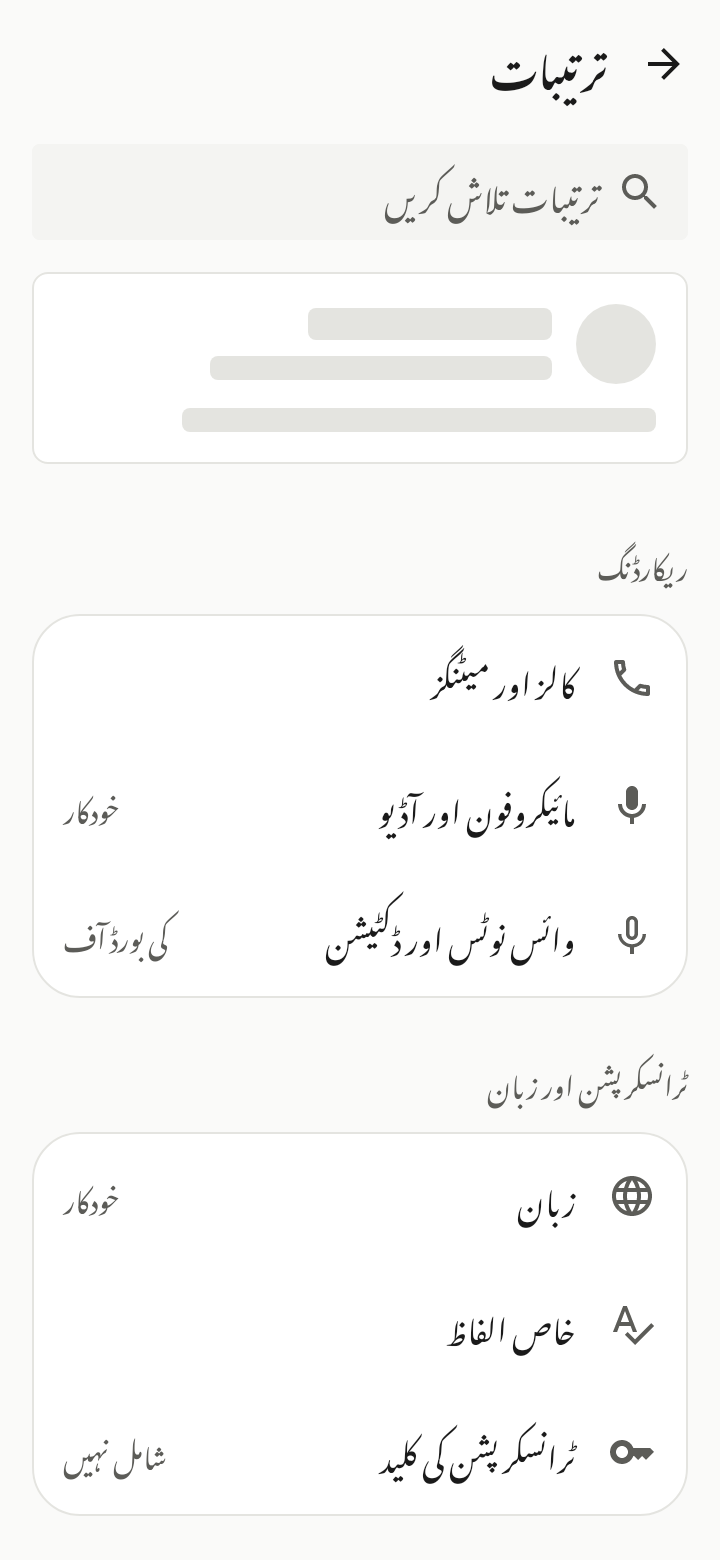 ترتیبات
ترتیبات تلاش کریں
ریکارڈنگ
کالز اور میٹنگز
مائیکروفون اور آڈیو
خودکار
وائس نوٹس اور ڈکٹیشن
کی بورڈ آف
ٹرانسکرپشن اور زبان
زبان
خودکار
خاص الفاظ
ٹرانسکرپشن کی کلید
شامل نہیں